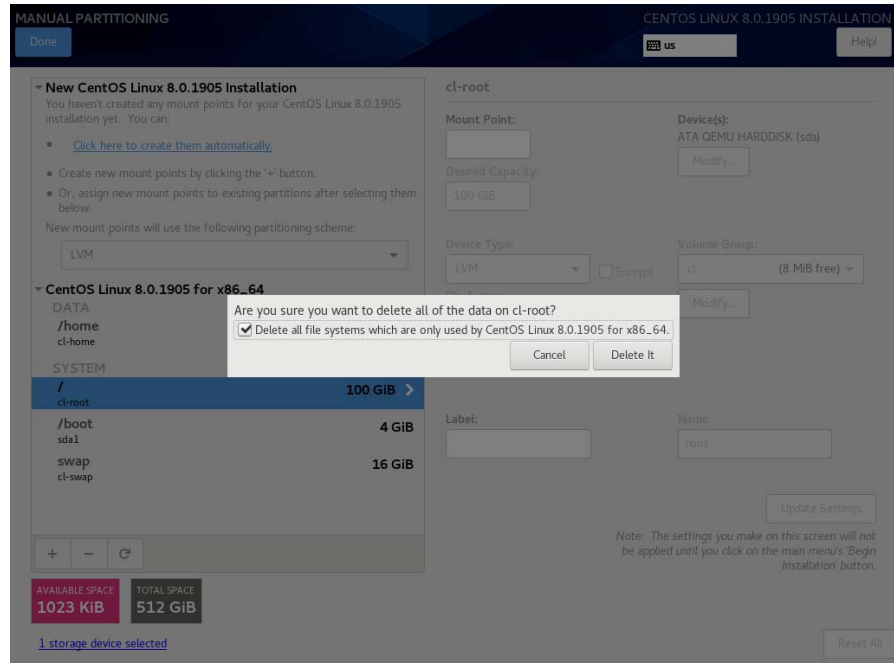 MANUAL PARTITIONING
CENTOS LINUX 8.0.1905 INSTALLATION
Done
us
Help!
New CentOS Linux 8.0.1905 Installation
You haven't created any mount points for your CentOS Linux 8.0.1905
installation yet. You can:
• Click here to create them automatically.
• Create new mount points by clicking the '+' button.
• Or, assign new mount points to existing partitions after selecting them
below.
New mount points will use the following partitioning scheme:
LVM
CentOS Linux 8.0.1905 for x86_64
DATA
/home
cl-home
SYSTEM
/
cl-root
100 GiB
/boot
sda1
4 GiB
swap
cl-swap
16 GiB
+ −
AVAILABLE SPACE
1023 KiB
TOTAL SPACE
512 GiB
1 storage device selected
cl-root
Mount Point:
Device(s):
ATA QEMU HARDDISK (sda)
Modify...
Desired Capacity:
100 GiB
Device Type:
LVM
Encrypt
Volume Group:
cl (8 MiB free)
Modify...
Are you sure you want to delete all of the data on cl-root?
Delete all file systems which are only used by CentOS Linux 8.0.1905 for x86_64.
Cancel
Delete It
Label:
Name:
root
Update Settings
Note: The settings you make on this screen will not
be applied until you click on the main menu's 'Begin
Installation' button.
Reset All